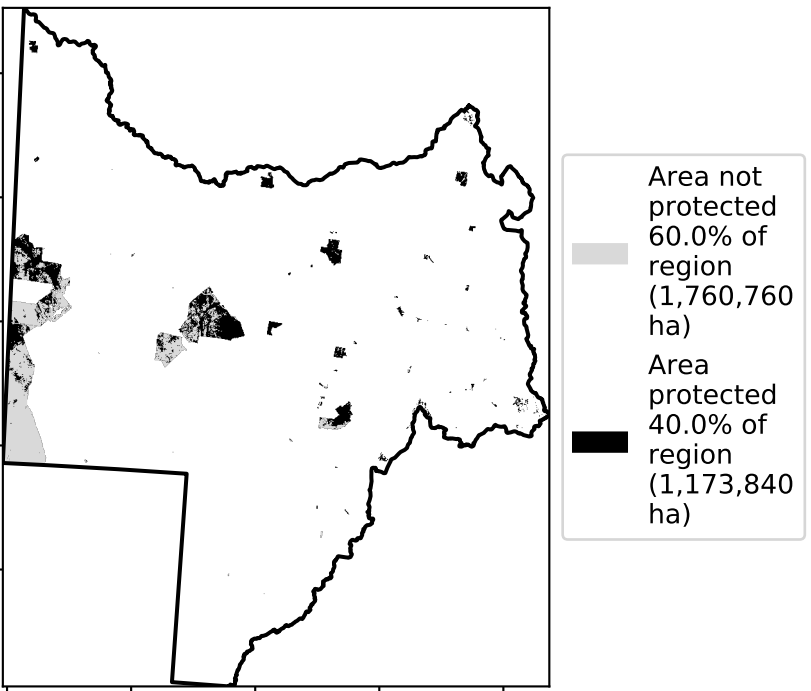 Area not
protected
60.0% of
region
(1,760,760
ha)
Area
protected
40.0% of
region
(1,173,840
ha)